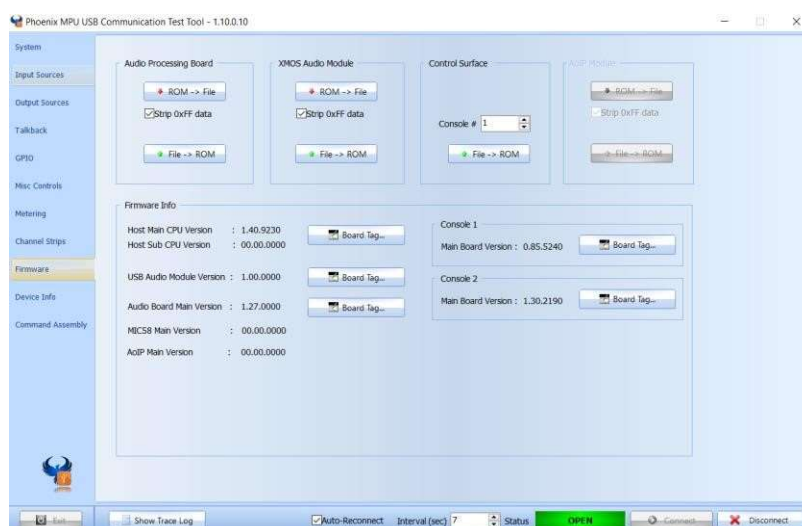 Phoenix MPU USB Communication Test Tool - 1.10.0.10
System
Input Sources
Output Sources
Talkback
GPIO
Misc Controls
Metering
Channel Strips
Firmware
Device Info
Command Assembly
Audio Processing Board
ROM -> File
Strip 0xFF data
File -> ROM
XMOS Audio Module
ROM -> File
Strip 0xFF data
File -> ROM
Control Surface
Console # 1
File -> ROM
AoIP Module
ROM -> File
Strip 0xFF data
File -> ROM
Firmware Info
Host Main CPU Version : 1.40.9230
Host Sub CPU Version : 00.00.0000
Board Tag...
USB Audio Module Version : 1.00.0000
Board Tag...
Audio Board Main Version : 1.27.0000
Board Tag...
MIC58 Main Version : 00.00.0000
AoIP Main Version : 00.00.0000
Console 1
Main Board Version : 0.85.5240
Board Tag...
Console 2
Main Board Version : 1.30.2190
Board Tag...
Exit
Show Trace Log
Auto-Reconnect
Interval (sec) 7
Status
OPEN
Connect
Disconnect